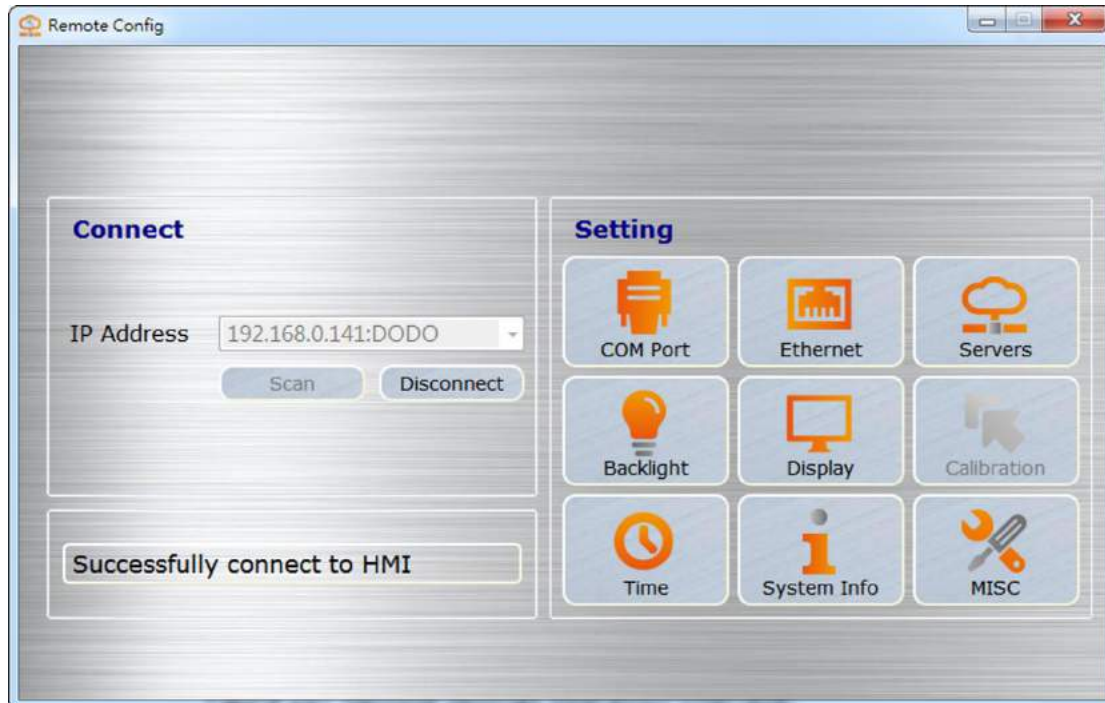 Remote Config
Connect
IP Address
192.168.0.141:DODO
Scan
Disconnect
Successfully connect to HMI
Setting
COM Port
Ethernet
Servers
Backlight
Display
Calibration
Time
System Info
MISC